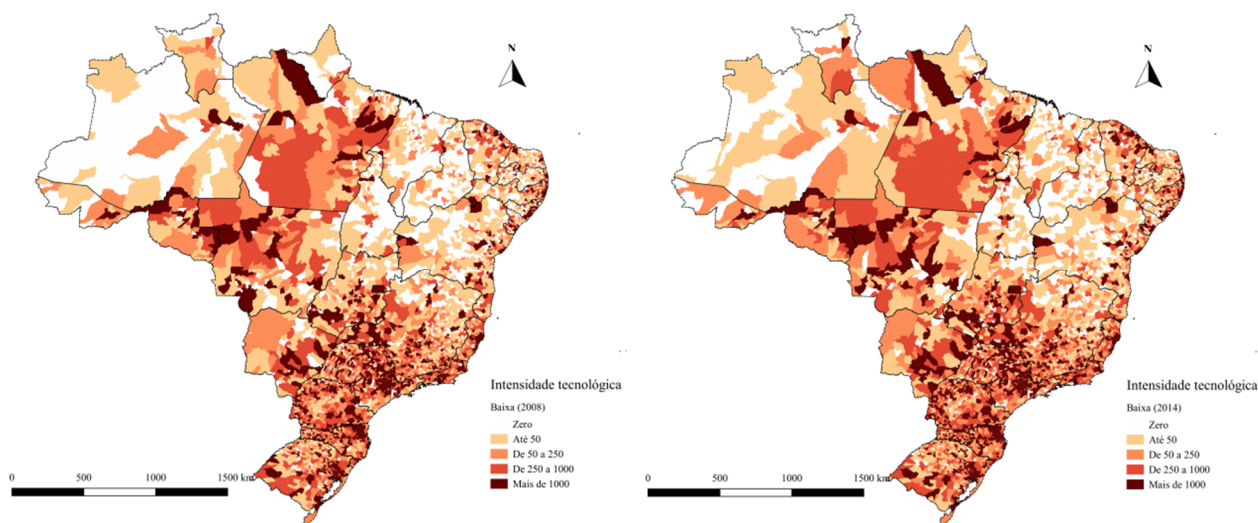 N
Intensidade tecnológica
Baixa (2008)
Zero
Até 50
De 50 a 250
De 250 a 1000
Mais de 1000
0 500 1000 1500 km
N
Intensidade tecnológica
Baixa (2014)
Zero
Até 50
De 50 a 250
De 250 a 1000
Mais de 1000
0 500 1000 1500 km